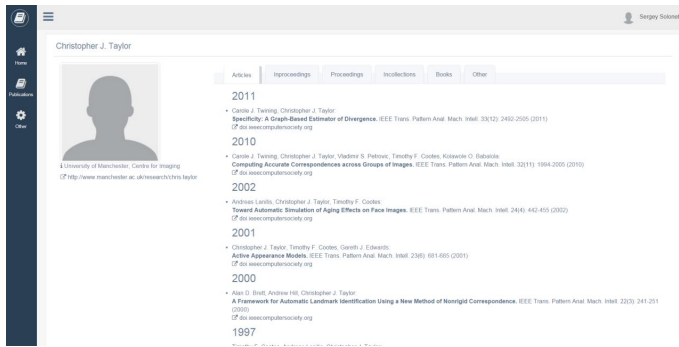 Sergey Solonet
Home
Publications
Other
Christopher J. Taylor
University of Manchester, Centre for Imaging
http://www.manchester.ac.uk/research/chris.taylor
Articles Inproceedings Proceedings Incollections Books Other
2011
Carole J. Twining, Christopher J. Taylor:
Specificity: A Graph-Based Estimator of Divergence. IEEE Trans. Pattern Anal. Mach. Intell. 33(12): 2492-2505 (2011)
doi.ieeecomputersociety.org
2010
Carole J. Twining, Christopher J. Taylor, Vladimir S. Petrovic, Timothy F. Cootes, Kolawole O. Babalola:
Computing Accurate Correspondences across Groups of Images. IEEE Trans. Pattern Anal. Mach. Intell. 32(11): 1994-2005 (2010)
doi.ieeecomputersociety.org
2002
Andreas Lanitis, Christopher J. Taylor, Timothy F. Cootes:
Toward Automatic Simulation of Aging Effects on Face Images. IEEE Trans. Pattern Anal. Mach. Intell. 24(4): 442-455 (2002)
doi.ieeecomputersociety.org
2001
Christopher J. Taylor, Timothy F. Cootes, Gareth J. Edwards:
Active Appearance Models. IEEE Trans. Pattern Anal. Mach. Intell. 23(6): 681-685 (2001)
doi.ieeecomputersociety.org
2000
Alan D. Brett, Andrew Hill, Christopher J. Taylor:
A Framework for Automatic Landmark Identification Using a New Method of Nonrigid Correspondence. IEEE Trans. Pattern Anal. Mach. Intell. 22(3): 241-251
(2000)
doi.ieeecomputersociety.org
1997